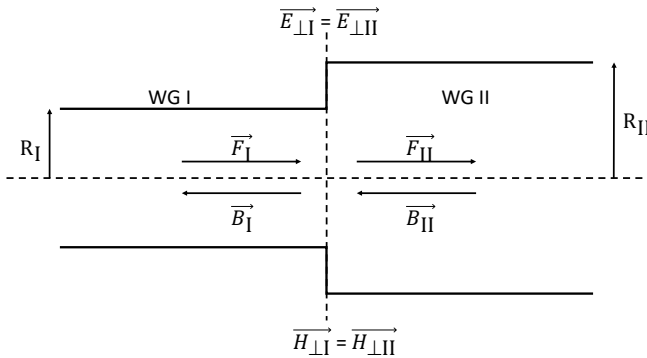 E⊥I = E⊥II
WG I
WG II
RI
RII
FI
FII
BI
BII
H⊥I = H⊥II